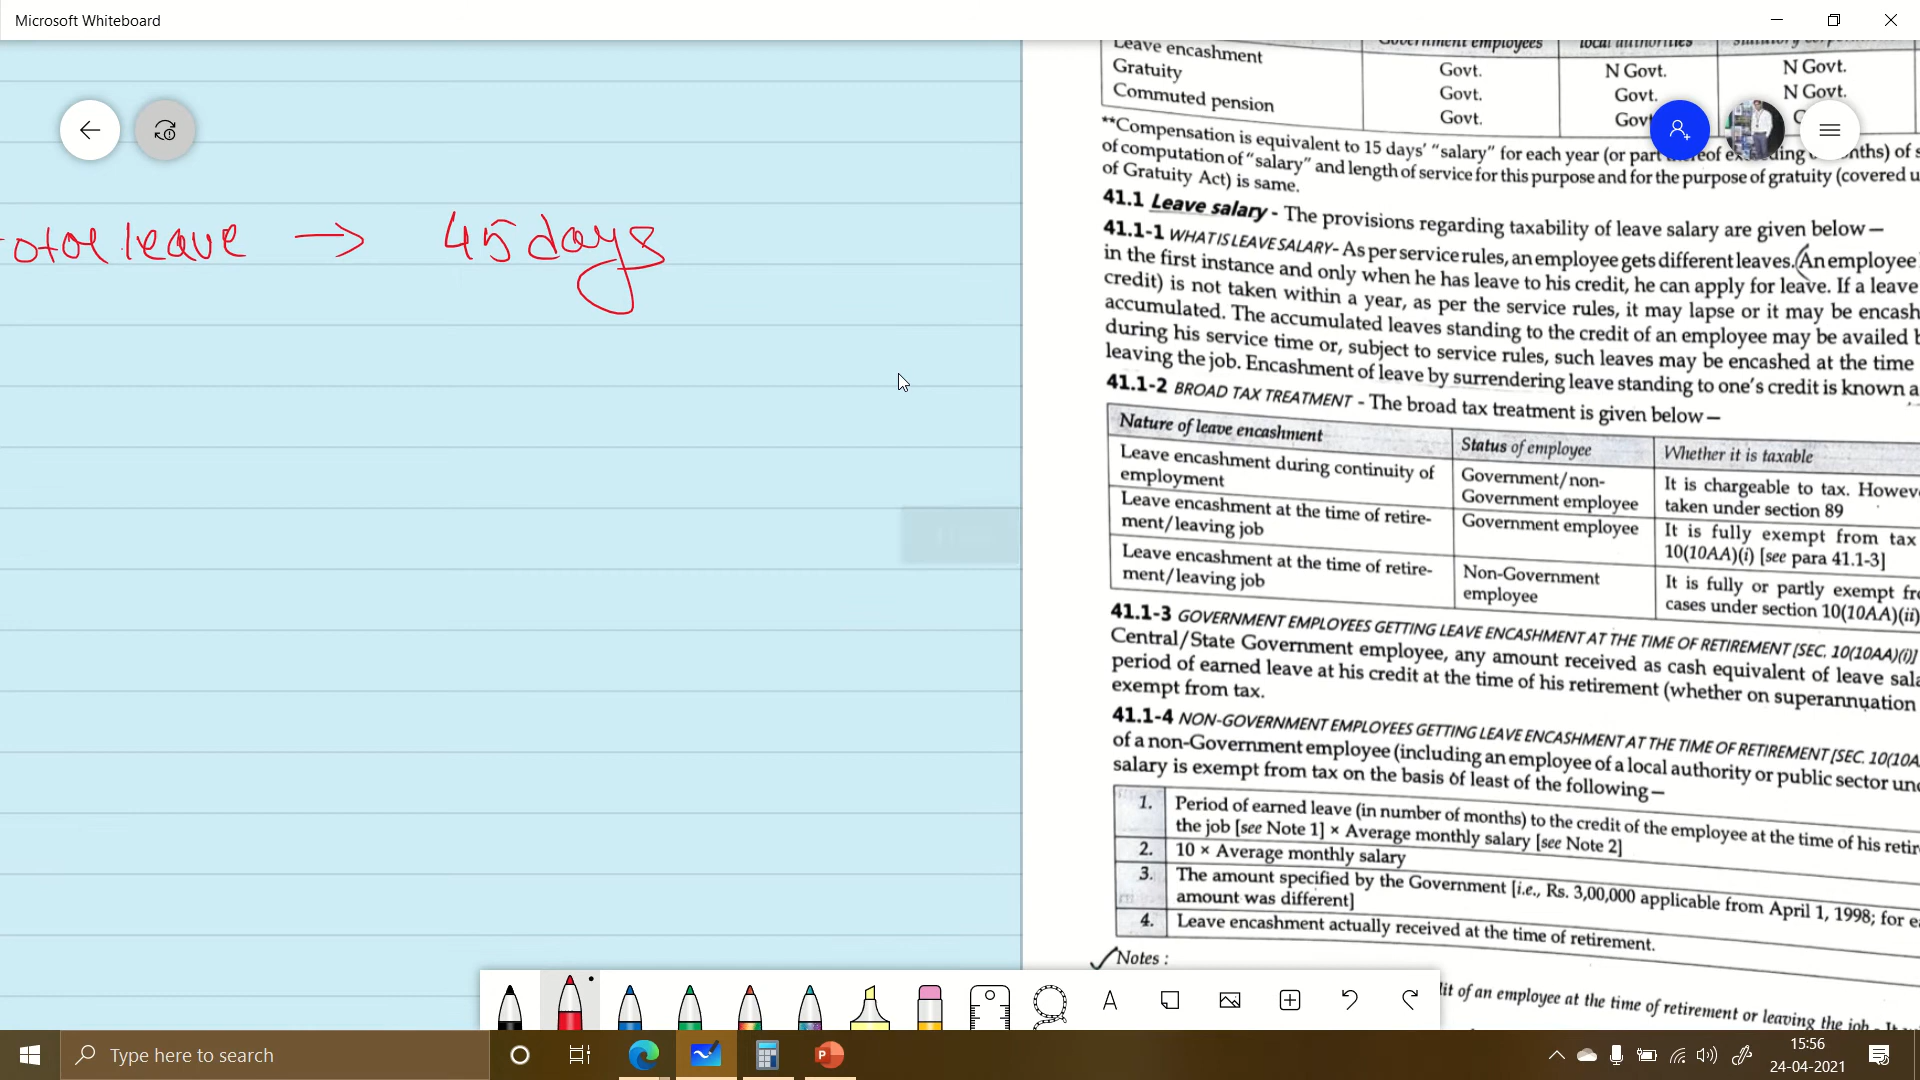 Microsoft Whiteboard
total leave → 45 days
Leave encashment
Gratuity
Commuted pension
Government employees
local authorities
Govt.
N Govt.
N Govt.
Govt.
Govt.
N Govt.
Govt.
**Compensation is equivalent to 15 days' "salary" for each year (or part
of computation of "salary" and length of service for this purpose and for the purpose of gratuity (covered
of Gratuity Act) is same.
41.1 Leave salary - The provisions regarding taxability of leave salary are given below—
41.1-1 WHAT IS LEAVE SALARY- As per service rules, an employee gets different leaves. (An employee
in the first instance and only when he has leave to his credit, he can apply for leave. If a leave
credit) is not taken within a year, as per the service rules, it may lapse or it may be encash
accumulated. The accumulated leaves standing to the credit of an employee may be availed
during his service time or, subject to service rules, such leaves may be encashed at the time
leaving the job. Encashment of leave by surrendering leave standing to one's credit is known a
41.1-2 BROAD TAX TREATMENT - The broad tax treatment is given below—
Nature of leave encashment
Status of employee
Whether it is taxable
Leave encashment during continuity of
employment
Government/non-
Government employee
It is chargeable to tax. Howev
taken under section 89
Leave encashment at the time of retire-
ment/leaving job
Government employee
It is fully exempt from tax
10(10AA)(i) [see para 41.1-3]
Leave encashment at the time of retire-
ment/leaving job
Non-Government
employee
It is fully or partly exempt fr
cases under section 10(10AA)(ii)
41.1-3 GOVERNMENT EMPLOYEES GETTING LEAVE ENCASHMENT AT THE TIME OF RETIREMENT [SEC. 10(10AA)(i)]
Central/State Government employee, any amount received as cash equivalent of leave sala
period of earned leave at his credit at the time of his retirement (whether on superannuation
exempt from tax.
41.1-4 NON-GOVERNMENT EMPLOYEES GETTING LEAVE ENCASHMENT AT THE TIME OF RETIREMENT [SEC. 10(10A
of a non-Government employee (including an employee of a local authority or public sector un
salary is exempt from tax on the basis of least of the following—
1. Period of earned leave (in number of months) to the credit of the employee at the time of his retir
the job [see Note 1] × Average monthly salary [see Note 2]
2. 10 × Average monthly salary
3. The amount specified by the Government [i.e., Rs. 3,00,000 applicable from April 1, 1998; for e
amount was different]
4. Leave encashment actually received at the time of retirement.
Notes :
dit of an employee at the time of retirement or leaving the job -
Type here to search
15:56
24-04-2021